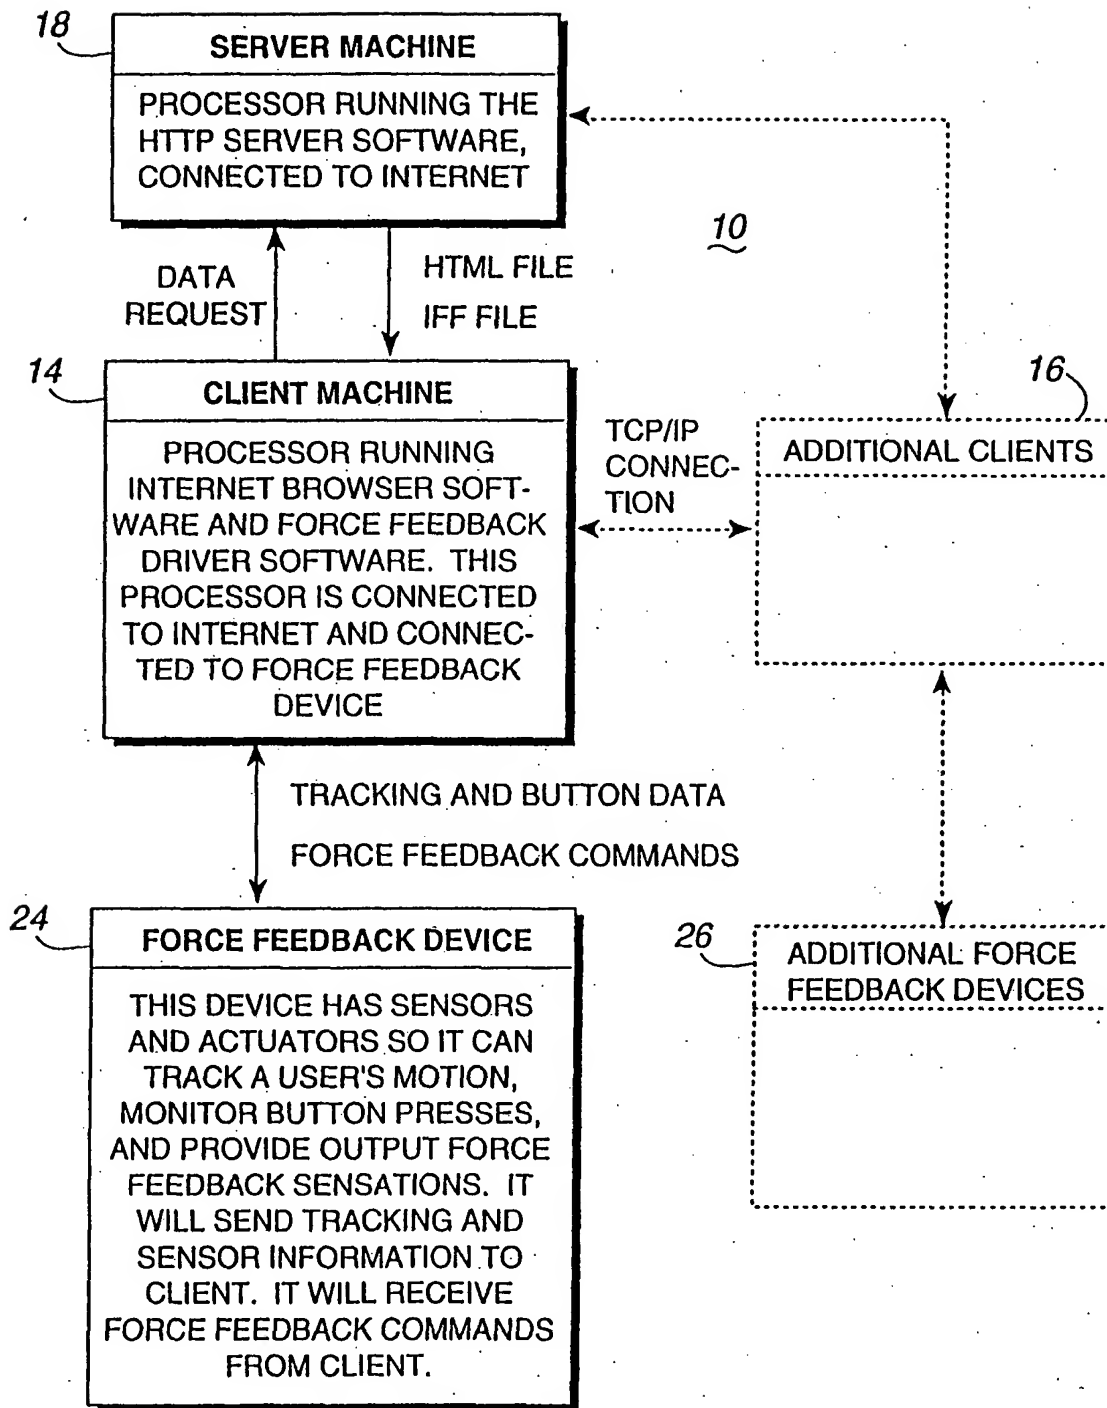 18
SERVER MACHINE
PROCESSOR RUNNING THE
HTTP SERVER SOFTWARE,
CONNECTED TO INTERNET
10
DATA
REQUEST
HTML FILE
IFF FILE
14
CLIENT MACHINE
PROCESSOR RUNNING
INTERNET BROWSER SOFT-
WARE AND FORCE FEEDBACK
DRIVER SOFTWARE. THIS
PROCESSOR IS CONNECTED
TO INTERNET AND CONNEC-
TED TO FORCE FEEDBACK
DEVICE
TCP/IP
CONNEC-
TION
16
ADDITIONAL CLIENTS
TRACKING AND BUTTON DATA
FORCE FEEDBACK COMMANDS
24
FORCE FEEDBACK DEVICE
THIS DEVICE HAS SENSORS
AND ACTUATORS SO IT CAN
TRACK A USER'S MOTION,
MONITOR BUTTON PRESSES,
AND PROVIDE OUTPUT FORCE
FEEDBACK SENSATIONS. IT
WILL SEND TRACKING AND
SENSOR INFORMATION TO
CLIENT. IT WILL RECEIVE
FORCE FEEDBACK COMMANDS
FROM CLIENT.
26
ADDITIONAL FORCE
FEEDBACK DEVICES